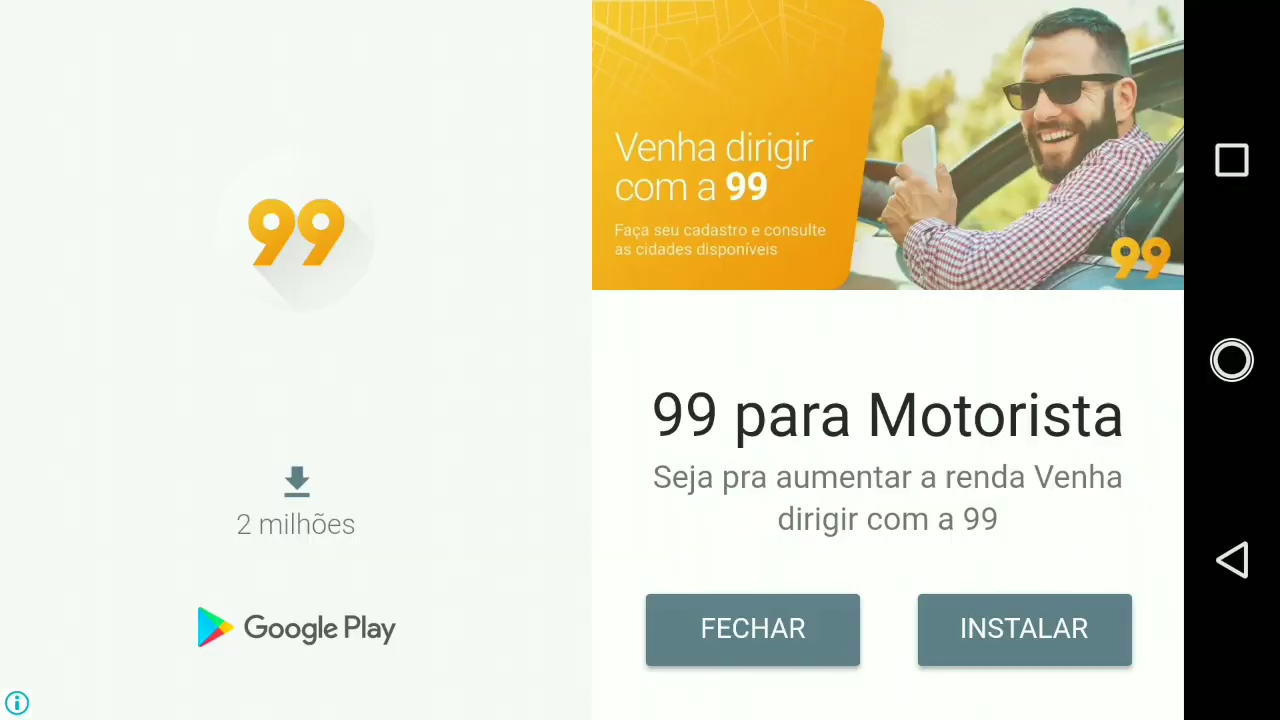 99
2 milhões
Google Play
Venha dirigir
com a 99
Faça seu cadastro e consulte
as cidades disponíveis
99
99 para Motorista
Seja pra aumentar a renda Venha
dirigir com a 99
FECHAR
INSTALAR